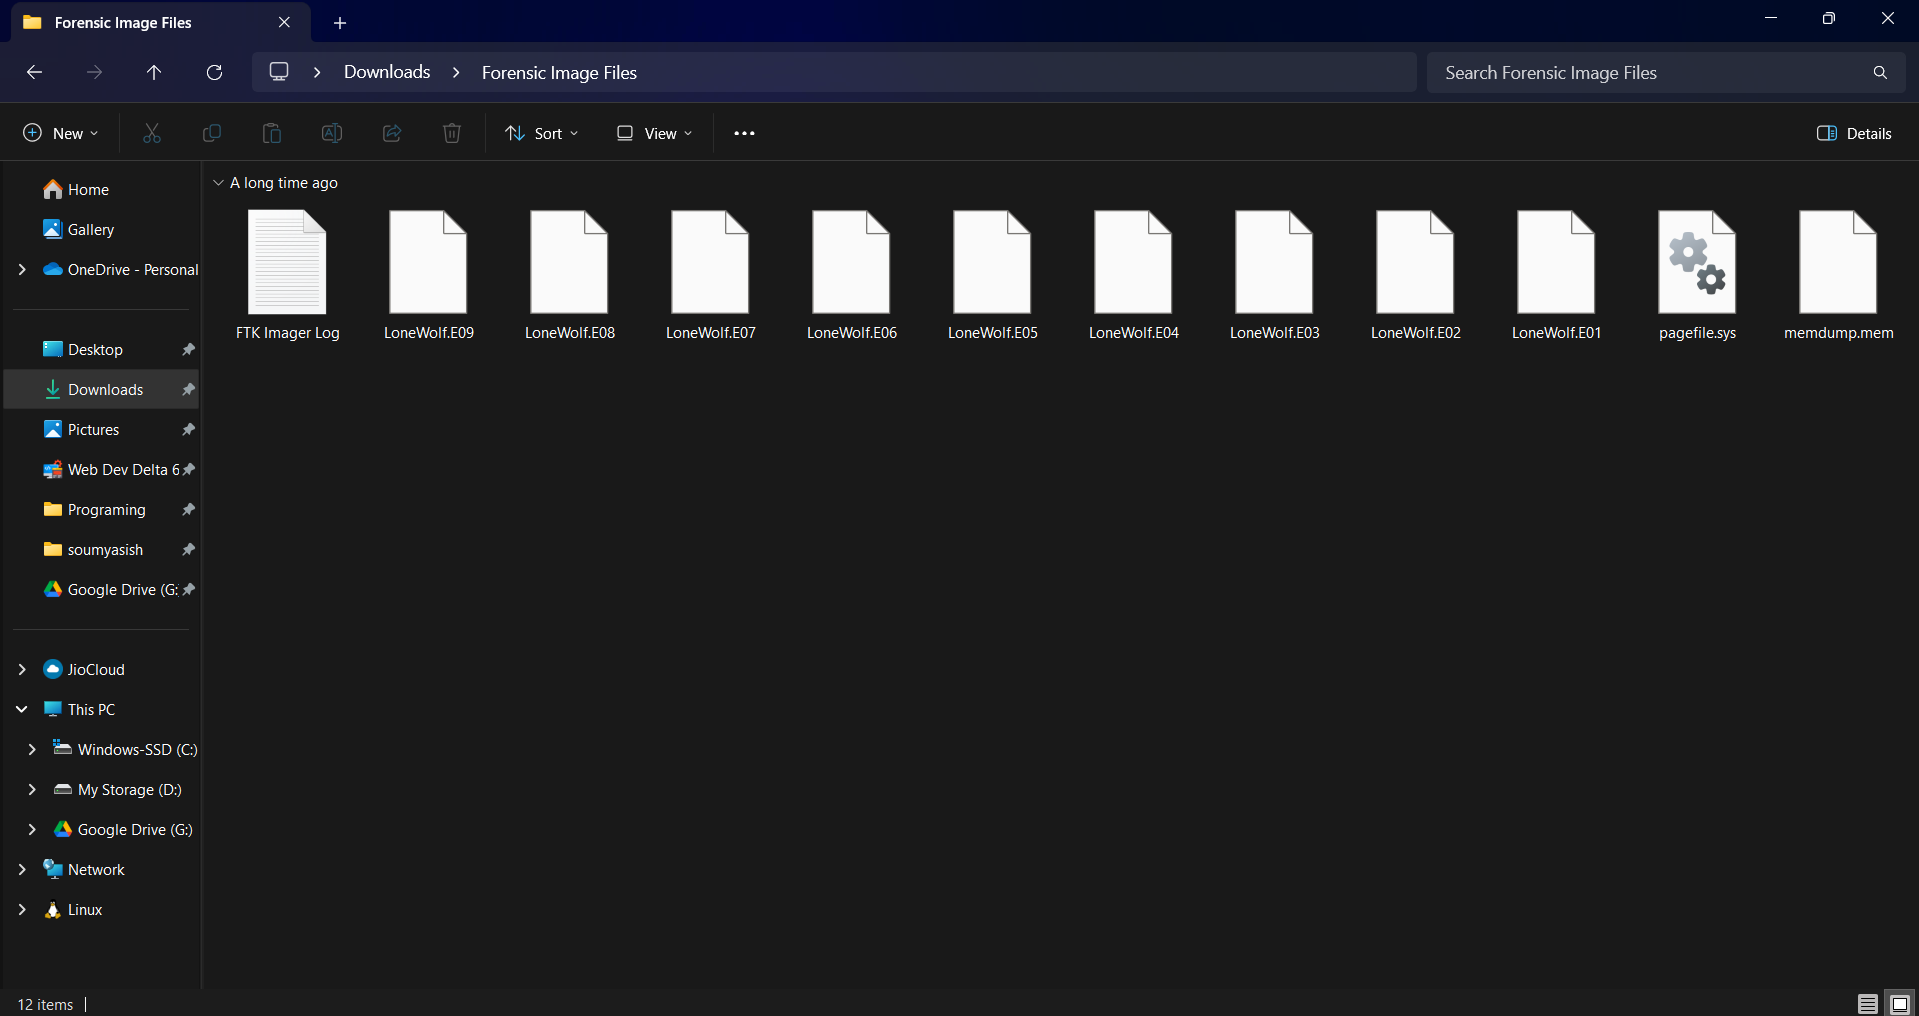 Forensic Image Files
Downloads > Forensic Image Files
Search Forensic Image Files
New
Sort
View
Details
Home
Gallery
OneDrive - Personal
Desktop
Downloads
Pictures
Web Dev Delta 6
Programing
soumyasish
Google Drive (G:
JioCloud
This PC
Windows-SSD (C:)
My Storage (D:)
Google Drive (G:)
Network
Linux
A long time ago
FTK Imager Log
LoneWolf.E09
LoneWolf.E08
LoneWolf.E07
LoneWolf.E06
LoneWolf.E05
LoneWolf.E04
LoneWolf.E03
LoneWolf.E02
LoneWolf.E01
pagefile.sys
memdump.mem
12 items